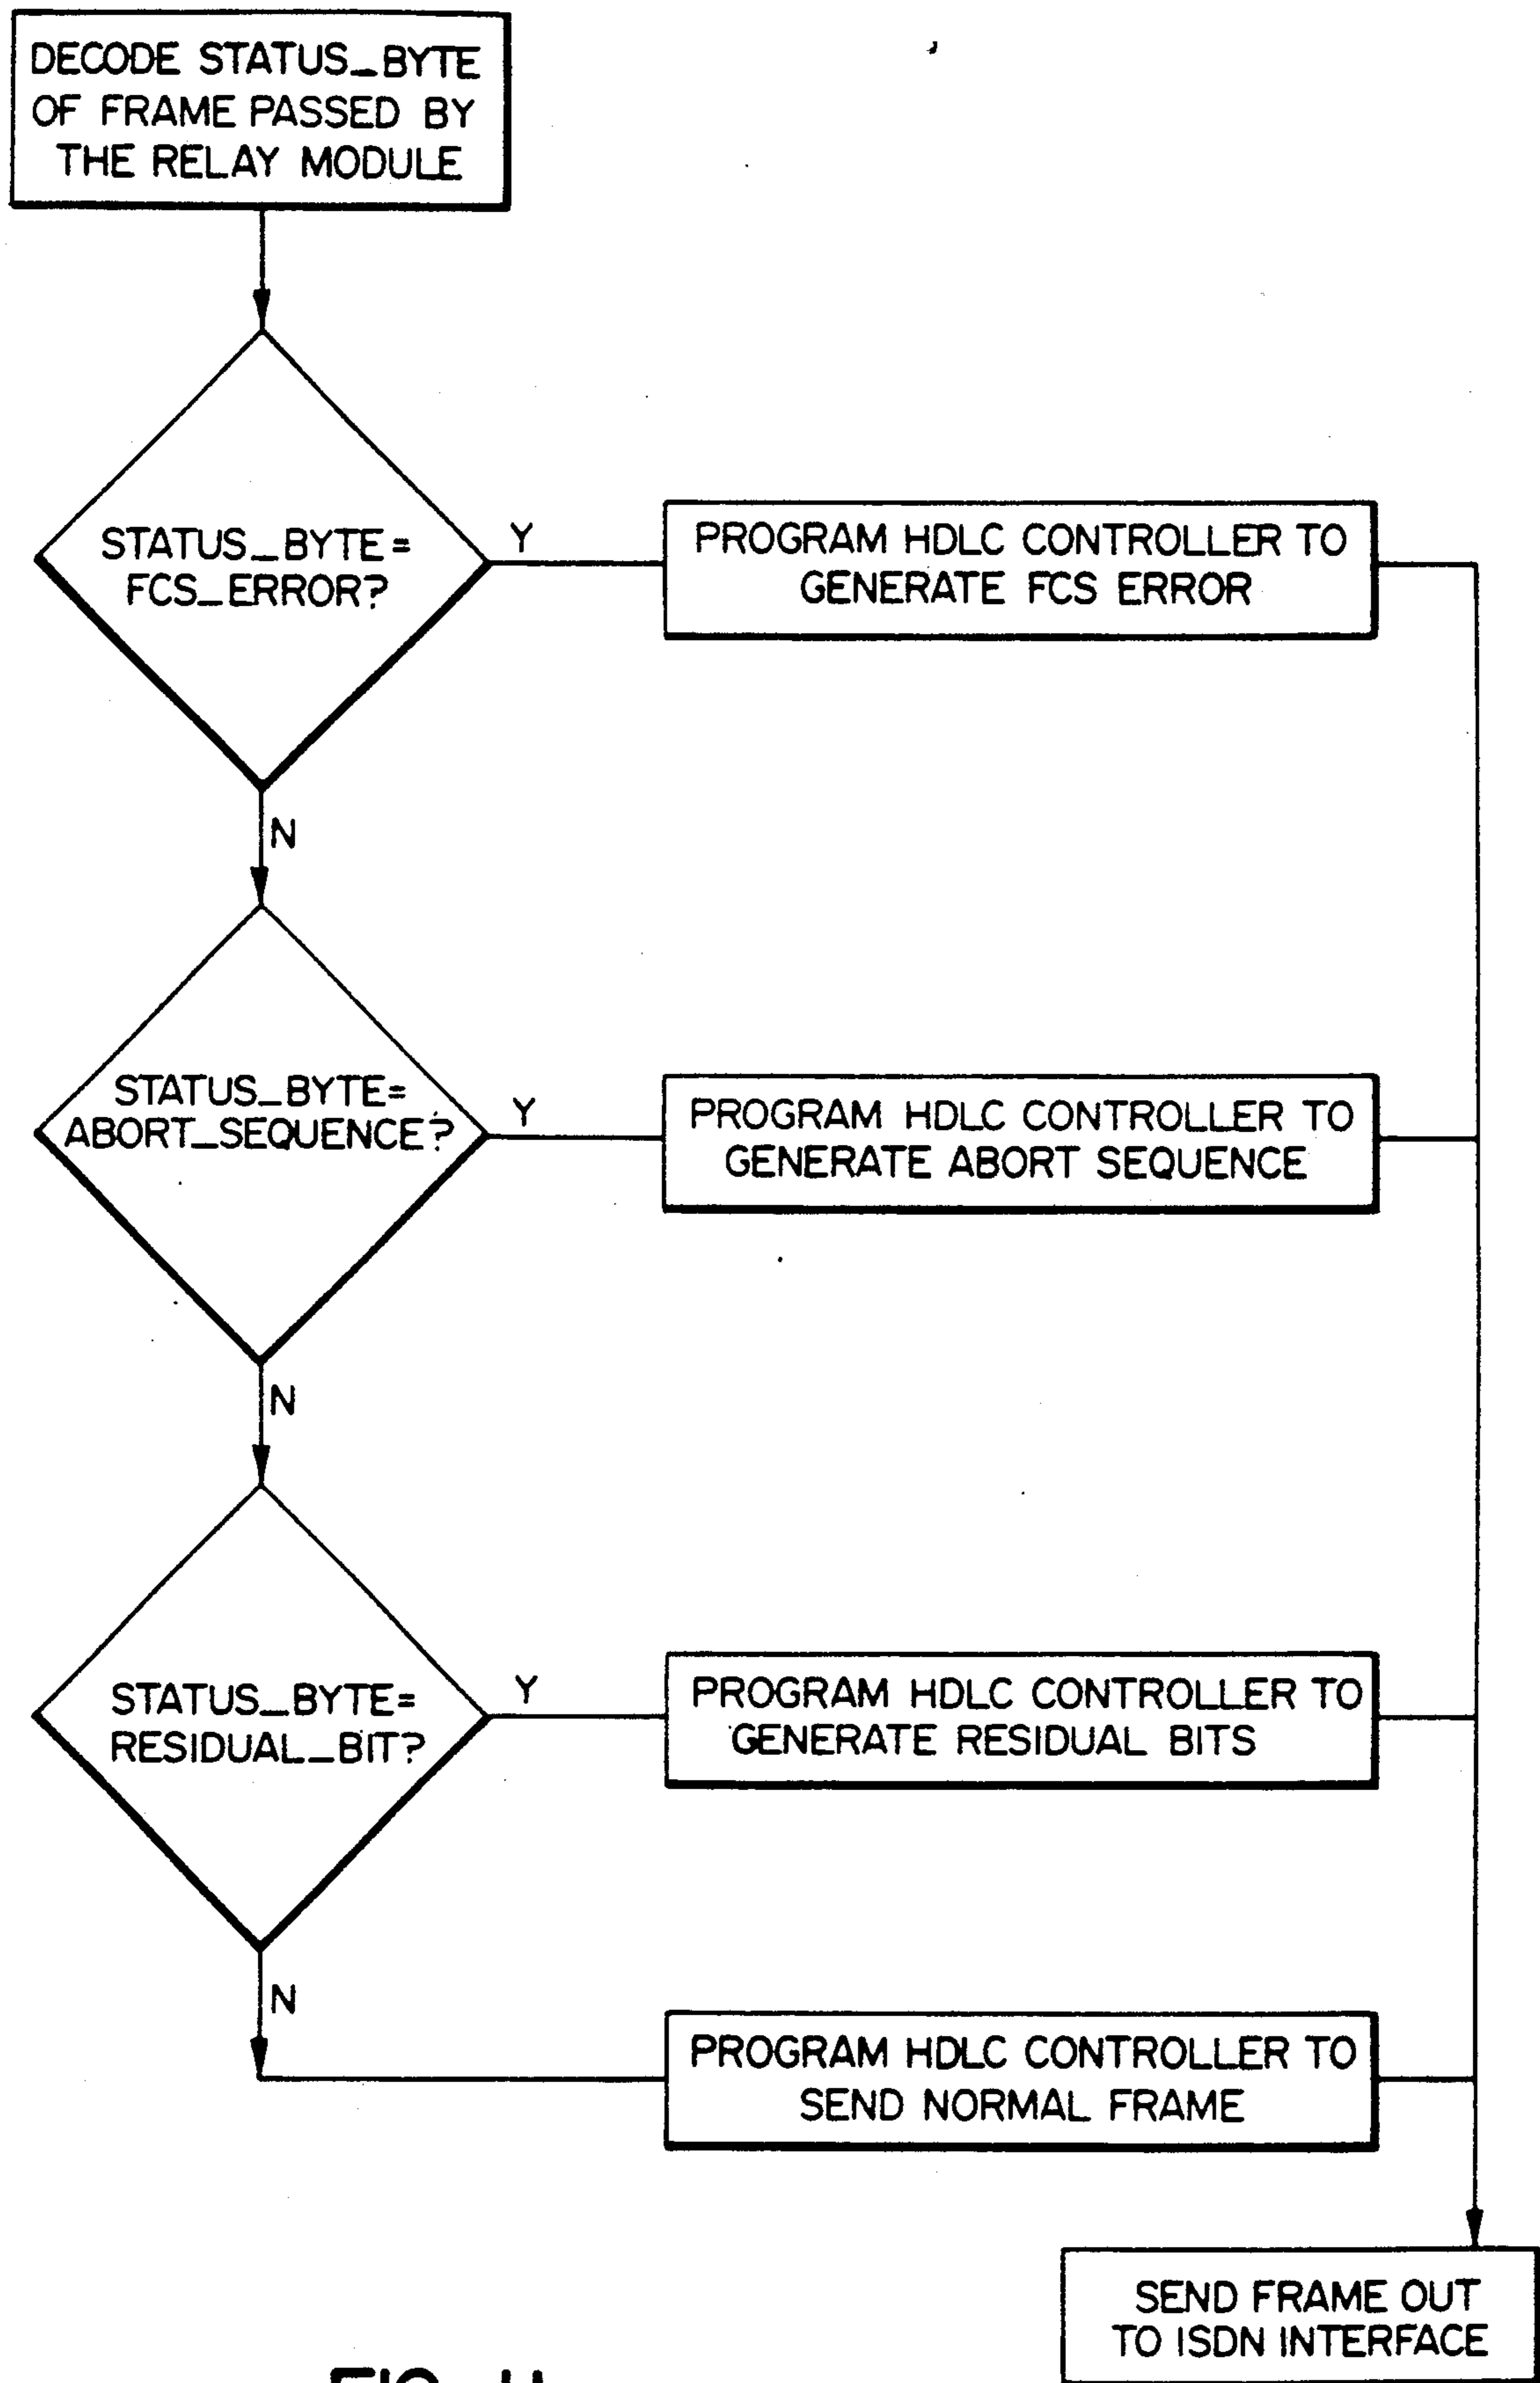 DECODE STATUS_BYTE
OF FRAME PASSED BY
THE RELAY MODULE
STATUS_BYTE=
FCS_ERROR?
Y
PROGRAM HDLC CONTROLLER TO
GENERATE FCS ERROR
N
STATUS_BYTE=
ABORT_SEQUENCE?
Y
PROGRAM HDLC CONTROLLER TO
GENERATE ABORT SEQUENCE
N
STATUS_BYTE=
RESIDUAL_BIT?
Y
PROGRAM HDLC CONTROLLER TO
GENERATE RESIDUAL BITS
N
PROGRAM HDLC CONTROLLER TO
SEND NORMAL FRAME
SEND FRAME OUT
TO ISDN INTERFACE